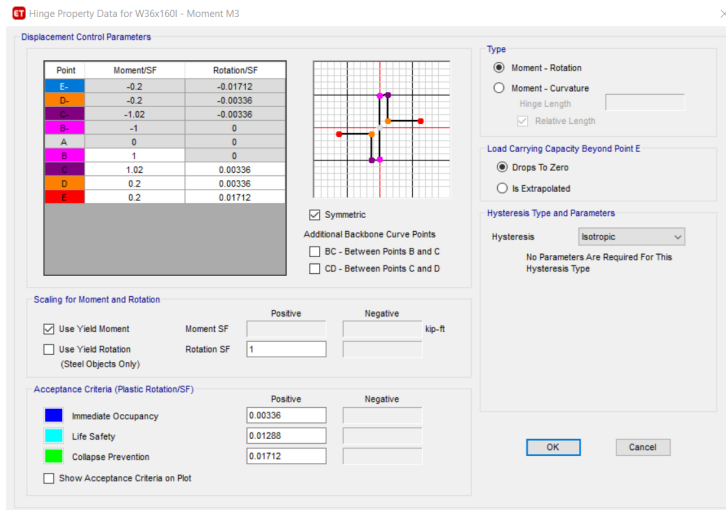 ET Hinge Property Data for W36x160I - Moment M3
Displacement Control Parameters
Point Moment/SF Rotation/SF
E- -0.2 -0.01712
D- -0.2 -0.00336
C- -1.02 -0.00336
B- -1 0
A 0 0
B 1 0
C 1.02 0.00336
D 0.2 0.00336
E 0.2 0.01712
Symmetric
Additional Backbone Curve Points
BC - Between Points B and C
CD - Between Points C and D
Scaling for Moment and Rotation
Positive Negative
Use Yield Moment Moment SF kip-ft
Use Yield Rotation Rotation SF 1
(Steel Objects Only)
Acceptance Criteria (Plastic Rotation/SF)
Positive Negative
Immediate Occupancy 0.00336
Life Safety 0.01288
Collapse Prevention 0.01712
Show Acceptance Criteria on Plot
Type
Moment - Rotation
Moment - Curvature
Hinge Length
Relative Length
Load Carrying Capacity Beyond Point E
Drops To Zero
Is Extrapolated
Hysteresis Type and Parameters
Hysteresis Isotropic
No Parameters Are Required For This
Hysteresis Type
OK Cancel